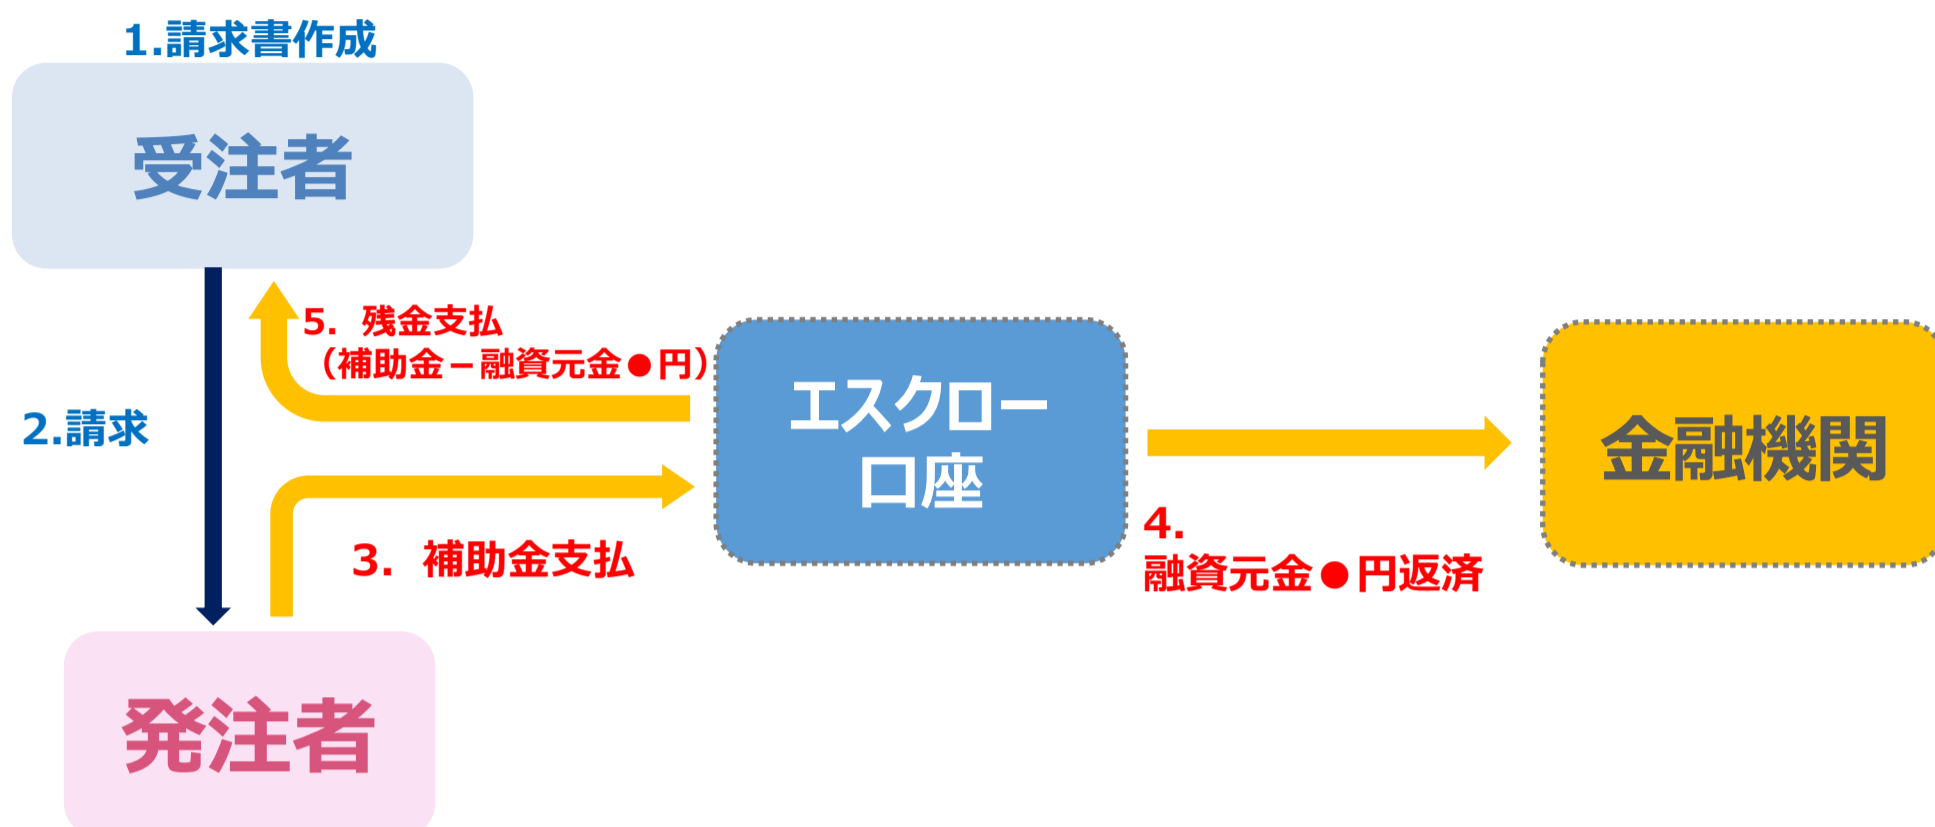 1.請求書作成
受注者
5. 残金支払
（補助金－融資元金●円）
エスクロー
口座
金融機関
2.請求
3. 補助金支払
4.
融資元金●円返済
発注者